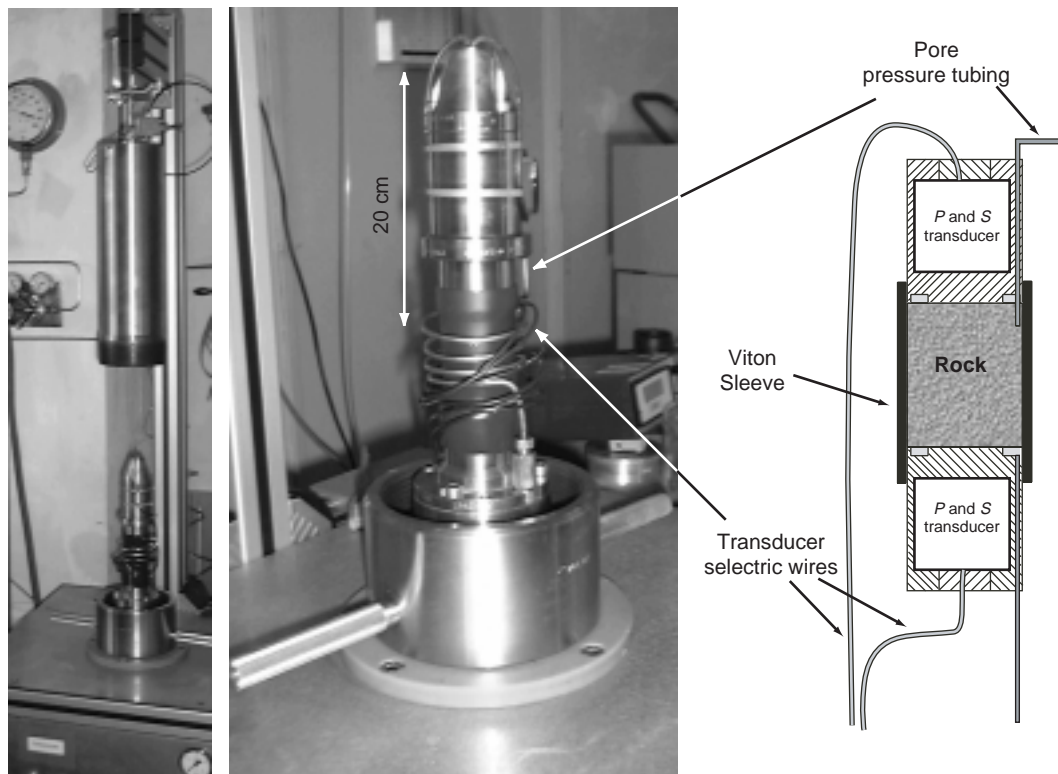 20 cm
Pore
pressure tubing
P and S
transducer
Rock
Viton
Sleeve
P and S
transducer
Transducer
selectric wires